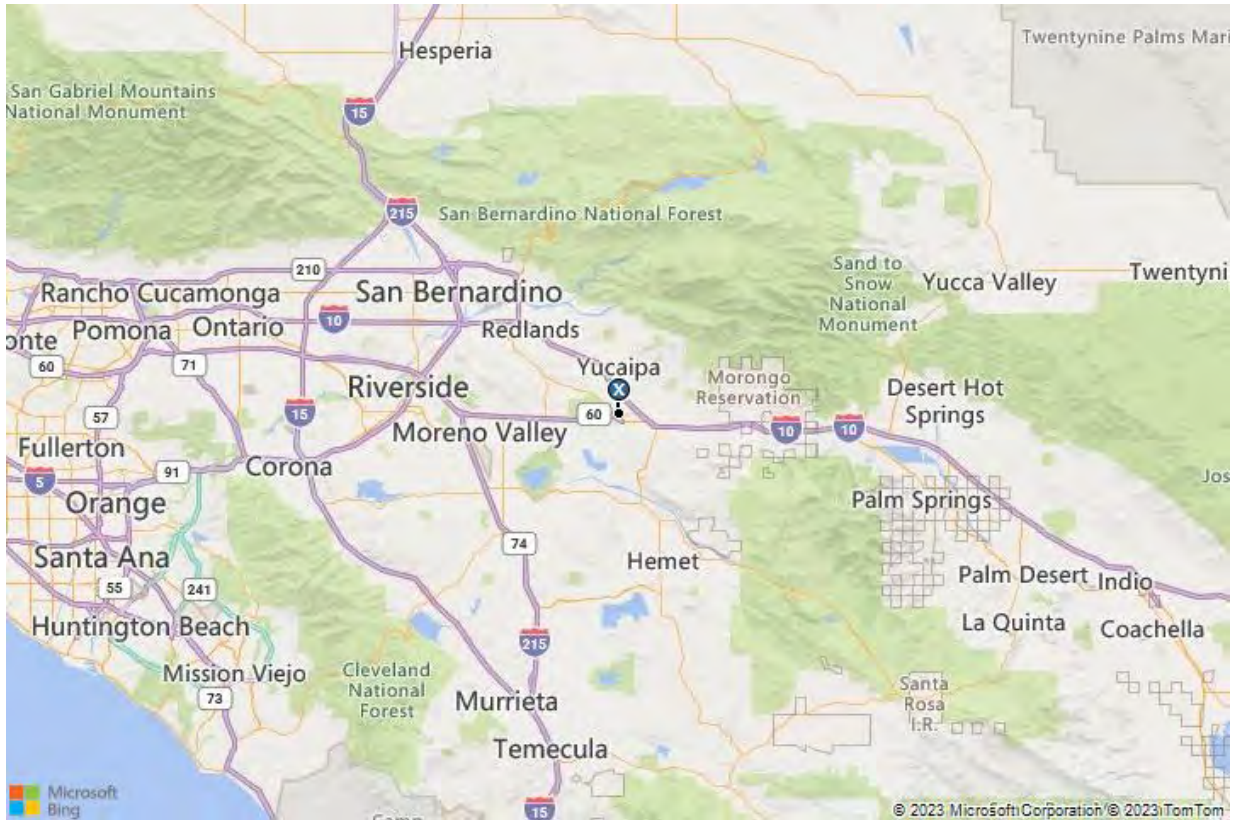 Hesperia
Twentynine Palms Mari
San Gabriel Mountains
National Monument
15
215
San Bernardino National Forest
210
Sand to
Snow
National
Monument
Yucca Valley
Twentyni
Rancho Cucamonga
San Bernardino
10
Pomona
Ontario
Redlands
onte
60
71
Yucaipa
X
Morongo
Reservation
Riverside
Desert Hot
Springs
57
15
60
10
10
Moreno Valley
Fullerton
91
Corona
5
Jos
Orange
Palm Springs
74
Santa Ana
Hemet
Palm Desert
Indio
55
241
Huntington Beach
La Quinta
Coachella
215
Mission Viejo
Cleveland
National
Forest
73
Murrieta
Santa
Rosa
I.R.
Temecula
Microsoft
Bing
15
Camp
© 2023 Microsoft Corporation © 2023 TomTom